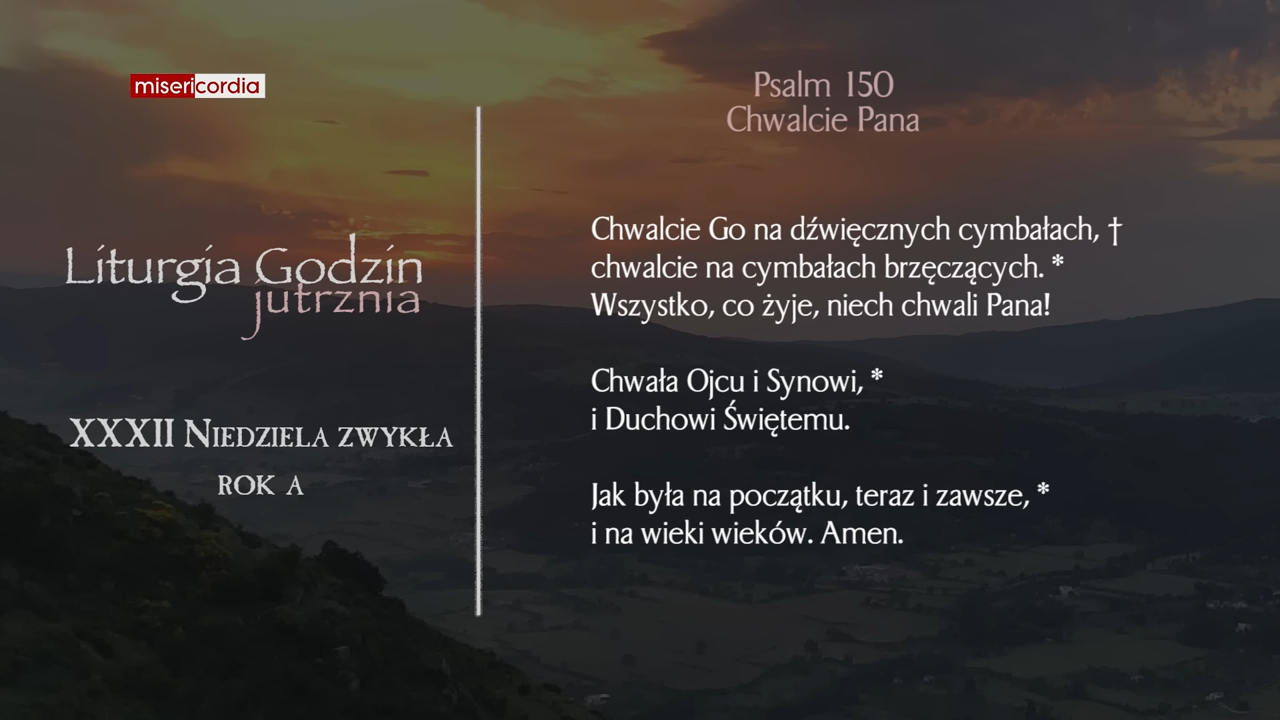 misericordia
Liturgia Godzin
jutrznia
XXXII Niedziela zwykła
rok A
Psalm 150
Chwalcie Pana
Chwalcie Go na dźwięcznych cymbałach, †
chwalcie na cymbałach brzęczących. *
Wszystko, co żyje, niech chwali Pana!
Chwała Ojcu i Synowi, *
i Duchowi Świętemu.
Jak była na początku, teraz i zawsze, *
i na wieki wieków. Amen.